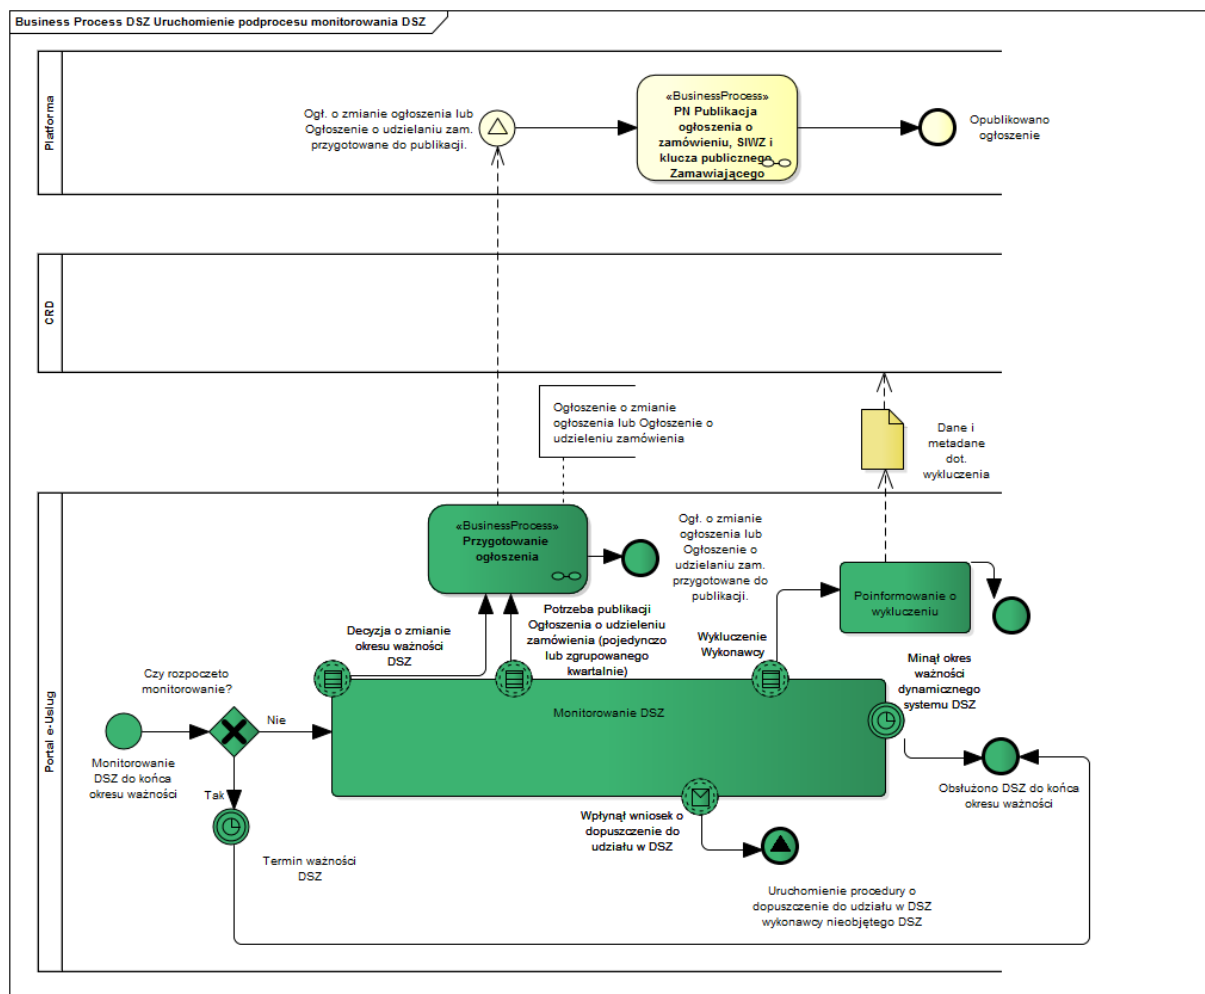 Business Process DSZ Uruchomienie podprocesu monitorowania DSZ
Platforma
Ogł. o zmianie ogłoszenia lub
Ogłoszenie o udzielaniu zam.
przygotowane do publikacji.
«BusinessProcess»
PN Publikacja
ogłoszenia o
zamówieniu, SIWZ i
klucza publicznego
Zamawiającego
Opublikowano
ogłoszenie
CRD
Ogłoszenie o zmianie
ogłoszenia lub Ogłoszenie o
udzieleniu zamówienia
Dane i
metadane
dot.
wykluczenia
Portal e-Usług
«BusinessProcess»
Przygotowanie
ogłoszenia
Ogł. o zmianie
ogłoszenia lub
Ogłoszenie o
udzielaniu zam.
przygotowane do
publikacji.
Poinformowanie o
wykluczeniu
Decyzja o zmianie
okresu ważności
DSZ
Potrzeba publikacji
Ogłoszenia o udzieleniu
zamówienia (pojedynczo
lub zgrupowanego
kwartalnie)
Wykluczenie
Wykonawcy
Minął okres
ważności
dynamicznego
systemu DSZ
Czy rozpoczeto
monitorowanie?
Nie
Monitorowanie DSZ
Monitorowanie
DSZ do końca
okresu ważności
Tak
Obsłużono DSZ do końca
okresu ważności
Wpłynął wniosek o
dopuszczenie do
udziału w DSZ
Termin ważności
DSZ
Uruchomienie procedury o
dopuszczenie do udziału w DSZ
wykonawcy nieobjętego DSZ